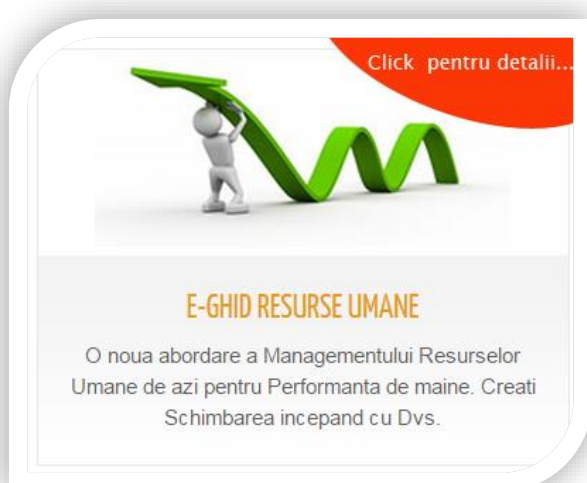 Click pentru detalii...
E-GHID RESURSE UMANE
O noua abordare a Managementului Resurselor
Umane de azi pentru Performanta de maine. Creati
Schimbarea incepand cu Dvs.